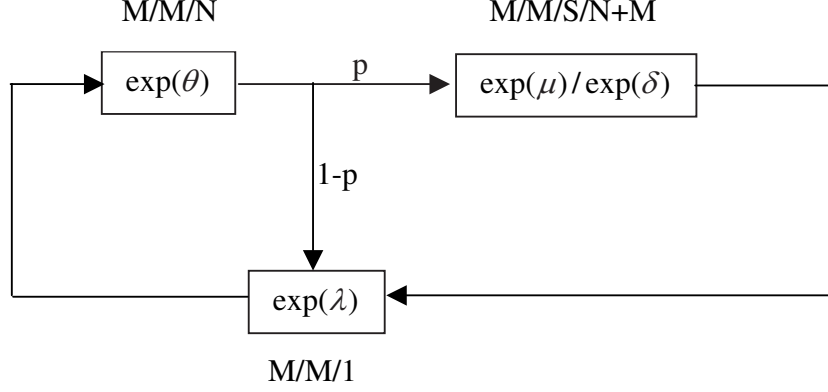 M/M/N
M/M/S/N+M
exp(θ)
p
exp(μ) / exp(δ)
1-p
exp(λ)
M/M/1